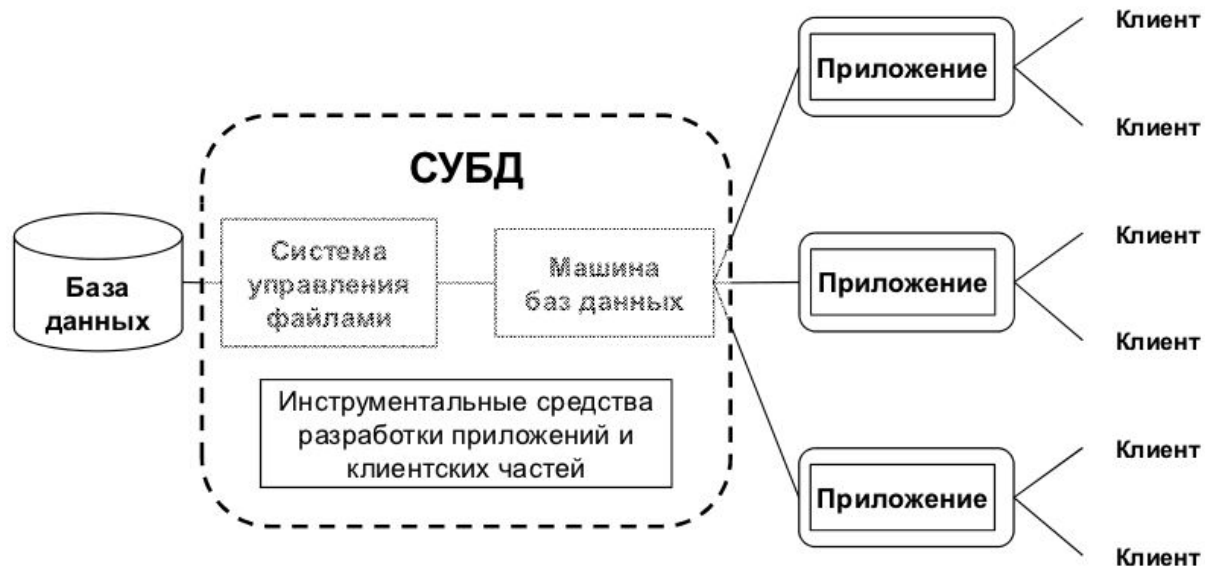 Клиент
Приложение
Клиент
СУБД
База
данных
Система
управления
файлами
Машина
баз данных
Инструментальные средства
разработки приложений и
клиентских частей
Клиент
Приложение
Клиент
Клиент
Приложение
Клиент